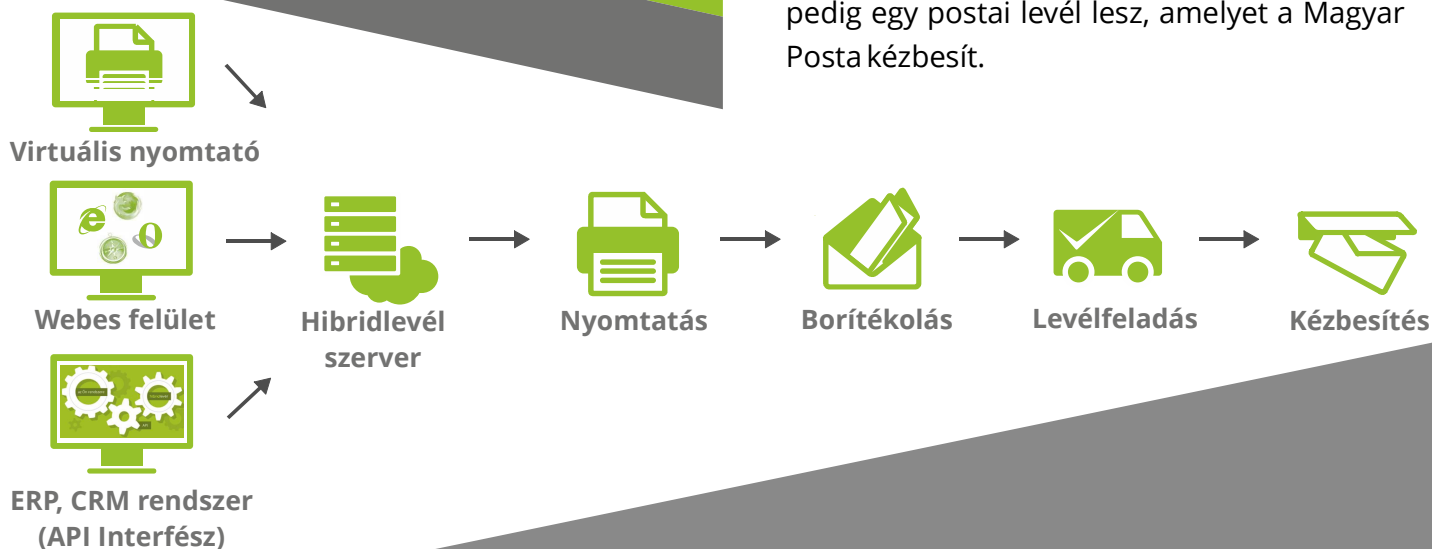 pedig egy postai levél lesz, amelyet a Magyar
Posta kézbesít.
Virtuális nyomtató
Webes felület
Hibridlevél
szerver
Nyomtatás
Borítékolás
Levélfeladás
Kézbesítés
API
ERP, CRM rendszer
(API Interfész)